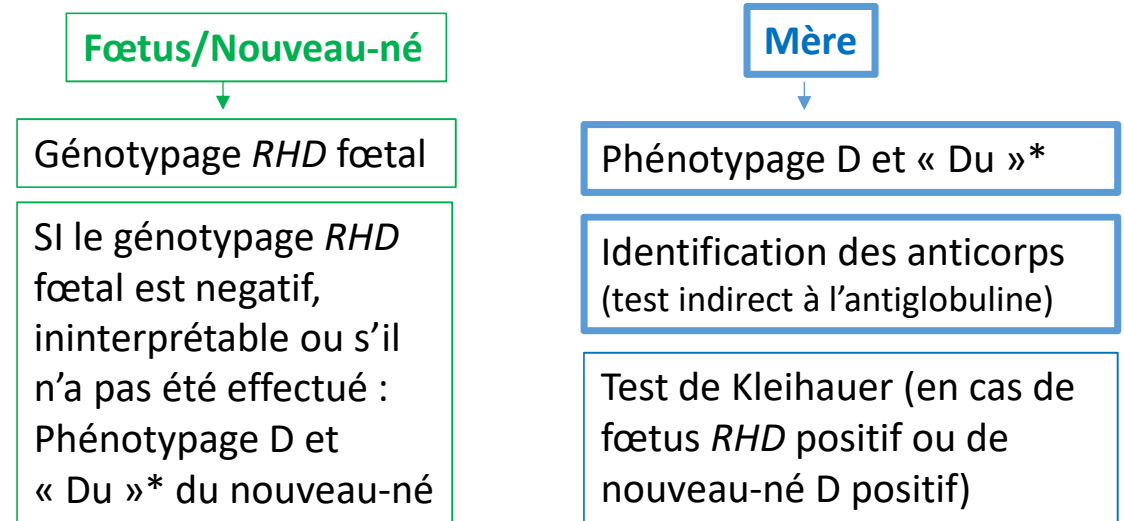 Fœtus/Nouveau-né
Génotypage RHD fœtal
SI le génotypage RHD
fœtal est negatif,
ininterprétable ou s’il
n’a pas été effectué :
Phénotypage D et
« Du »* du nouveau-né
Mère
Phénotypage D et « Du »*
Identification des anticorps
(test indirect à l’antiglobuline)
Test de Kleihauer (en cas de
fœtus RHD positif ou de
nouveau-né D positif)